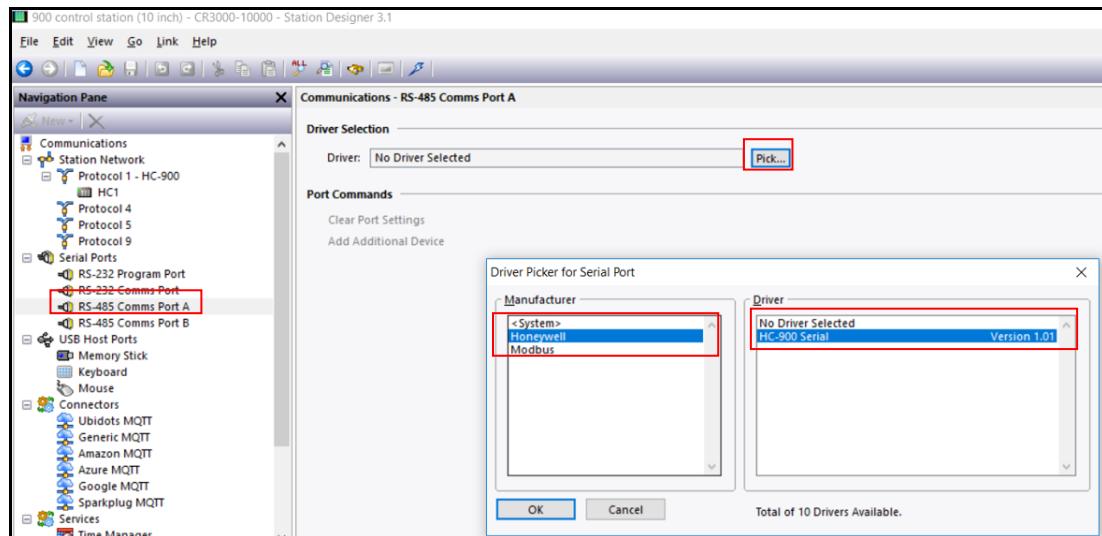 900 control station (10 inch) - CR3000-10000 - Station Designer 3.1
File Edit View Go Link Help
ALL
Navigation Pane
New
Communications
Station Network
Protocol 1 - HC-900
HC1
Protocol 4
Protocol 5
Protocol 9
Serial Ports
RS-232 Program Port
RS-232 Comms Port
RS-485 Comms Port A
RS-485 Comms Port B
USB Host Ports
Memory Stick
Keyboard
Mouse
Connectors
Ubidots MQTT
Generic MQTT
Amazon MQTT
Azure MQTT
Google MQTT
Sparkplug MQTT
Services
Time Manager
Communications - RS-485 Comms Port A
Driver Selection
Driver: No Driver Selected Pick...
Port Commands
Clear Port Settings
Add Additional Device
Driver Picker for Serial Port
Manufacturer
<System>
Honeywell
Modbus
Driver
No Driver Selected
HC-900 Serial Version 1.01
OK Cancel Total of 10 Drivers Available.